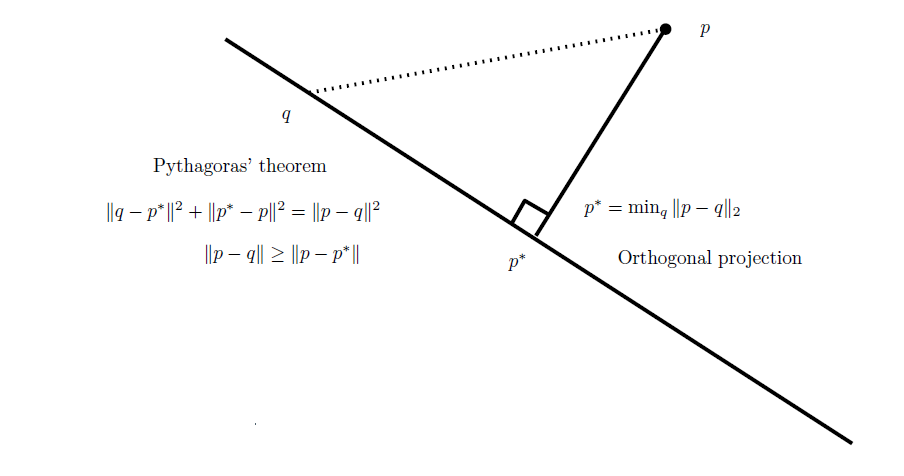 p
q
Pythagoras' theorem
‖q − p*‖² + ‖p* − p‖² = ‖p − q‖²
‖p − q‖ ≥ ‖p − p*‖
p* = min_q ‖p − q‖₂
p*
Orthogonal projection